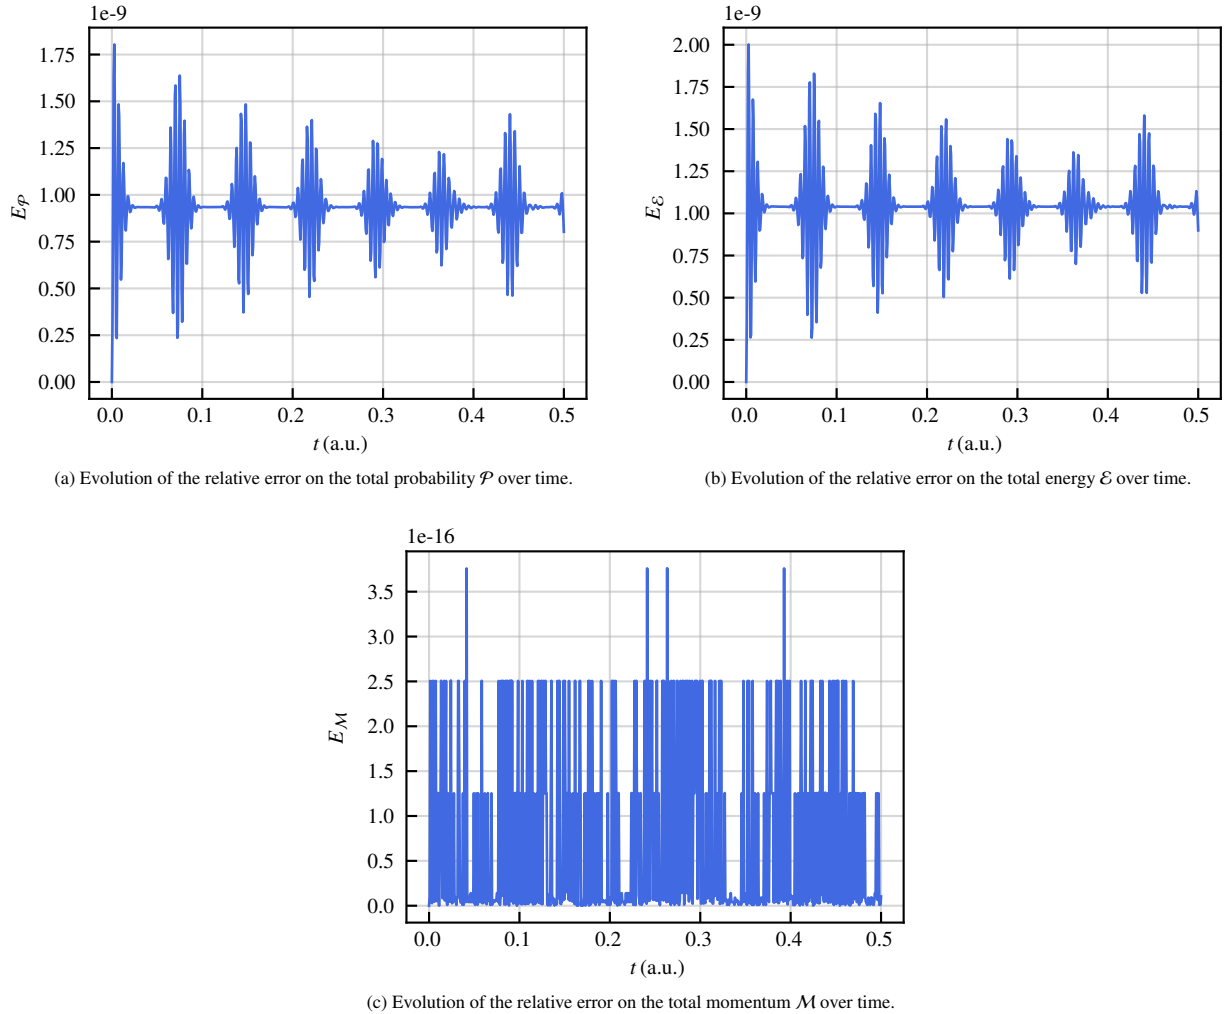 1e-9
1.75
1.50
1.25
1.00
0.75
0.50
0.25
0.00
E𝒫
0.0 0.1 0.2 0.3 0.4 0.5
t (a.u.)
(a) Evolution of the relative error on the total probability 𝒫 over time.
1e-9
2.00
1.75
1.50
1.25
1.00
0.75
0.50
0.25
0.00
Eℰ
0.0 0.1 0.2 0.3 0.4 0.5
t (a.u.)
(b) Evolution of the relative error on the total energy ℰ over time.
1e-16
3.5
3.0
2.5
2.0
1.5
1.0
0.5
0.0
Eℳ
0.0 0.1 0.2 0.3 0.4 0.5
t (a.u.)
(c) Evolution of the relative error on the total momentum ℳ over time.